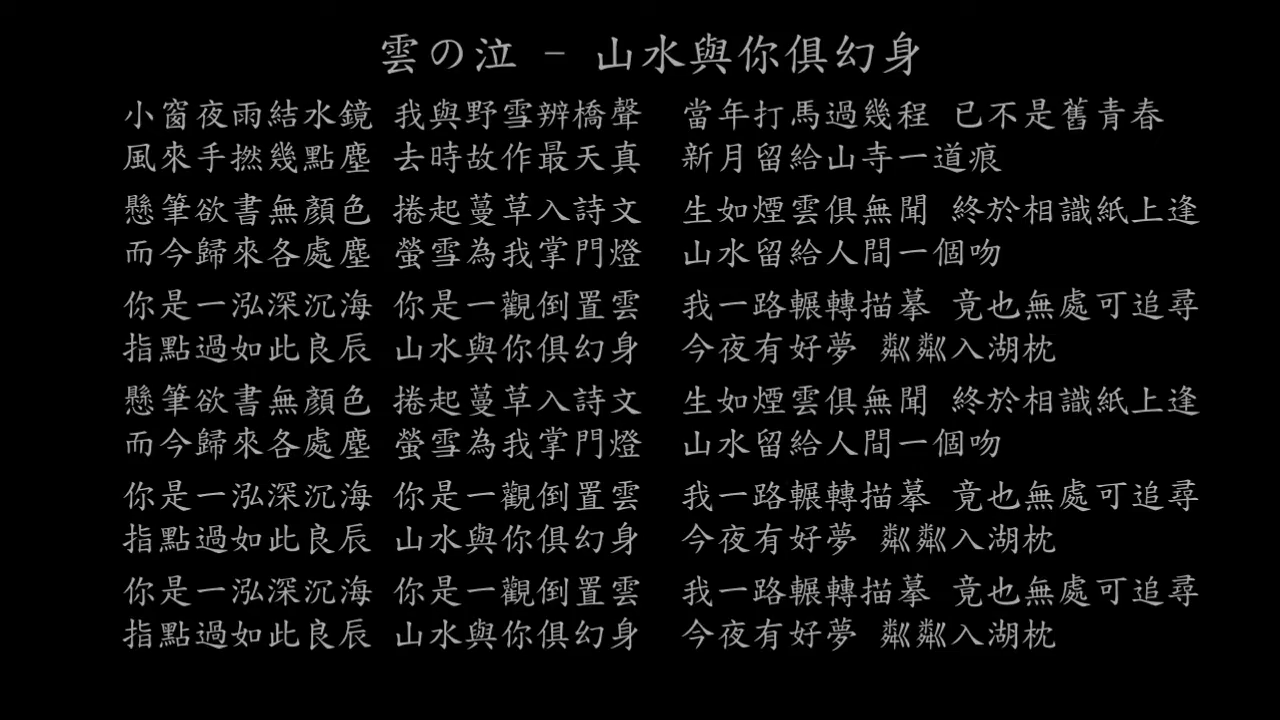 雲の泣 - 山水與你俱幻身
小窗夜雨結水鏡 我與野雪辨橋聲 當年打馬過幾程 已不是舊青春
風來手撚幾點塵 去時故作最天真 新月留給山寺一道痕
懸筆欲書無顏色 捲起蔓草入詩文 生如煙雲俱無聞 終於相識紙上逢
而今歸來各處塵 螢雪為我掌門燈 山水留給人間一個吻
你是一泓深沉海 你是一觀倒置雲 我一路輾轉描摹 竟也無處可追尋
指點過如此良辰 山水與你俱幻身 今夜有好夢 粼粼入湖枕
懸筆欲書無顏色 捲起蔓草入詩文 生如煙雲俱無聞 終於相識紙上逢
而今歸來各處塵 螢雪為我掌門燈 山水留給人間一個吻
你是一泓深沉海 你是一觀倒置雲 我一路輾轉描摹 竟也無處可追尋
指點過如此良辰 山水與你俱幻身 今夜有好夢 粼粼入湖枕
你是一泓深沉海 你是一觀倒置雲 我一路輾轉描摹 竟也無處可追尋
指點過如此良辰 山水與你俱幻身 今夜有好夢 粼粼入湖枕